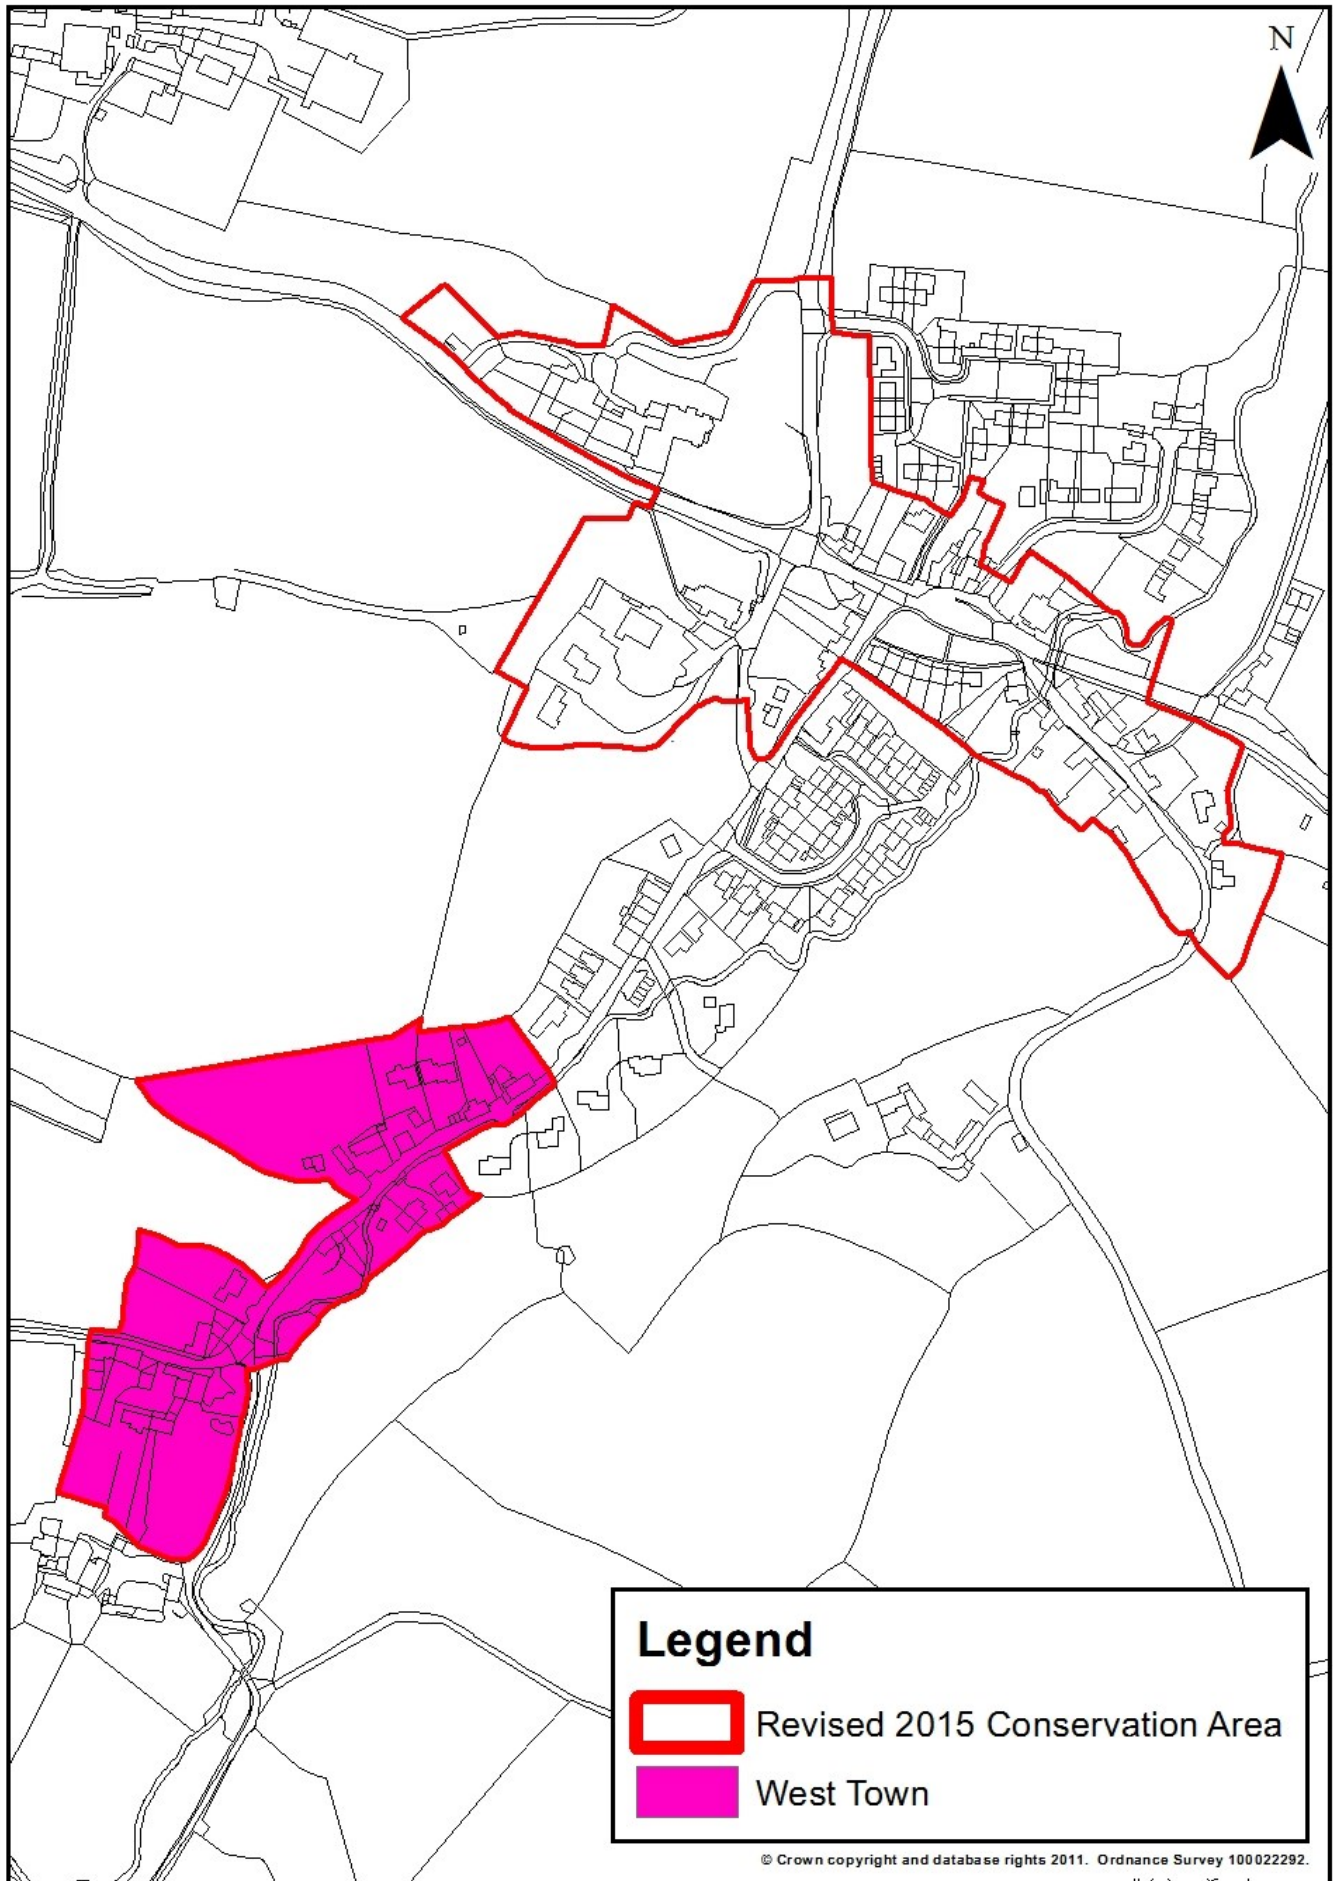 N
Legend
Revised 2015 Conservation Area
West Town
© Crown copyright and database rights 2011. Ordnance Survey 100022292.